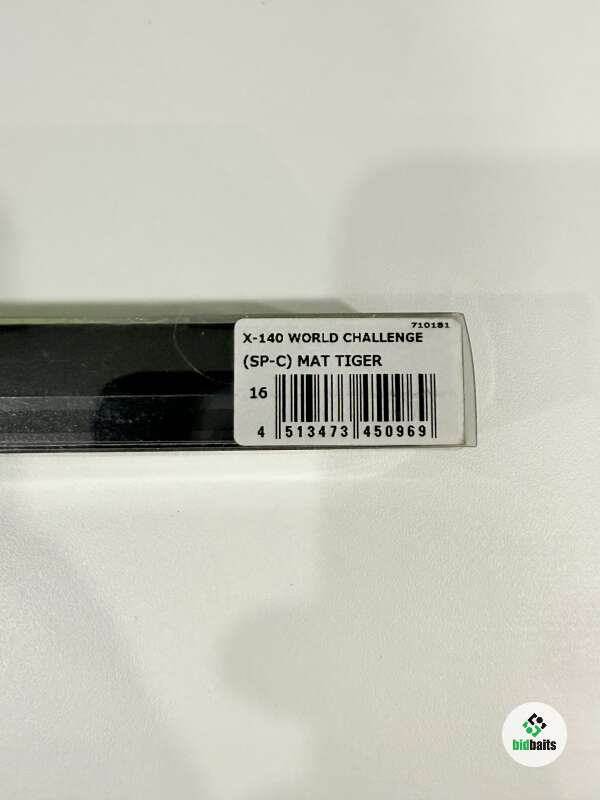 710181
X-140 WORLD CHALLENGE
(SP-C) MAT TIGER
16
4 513473 450969
bidbaits